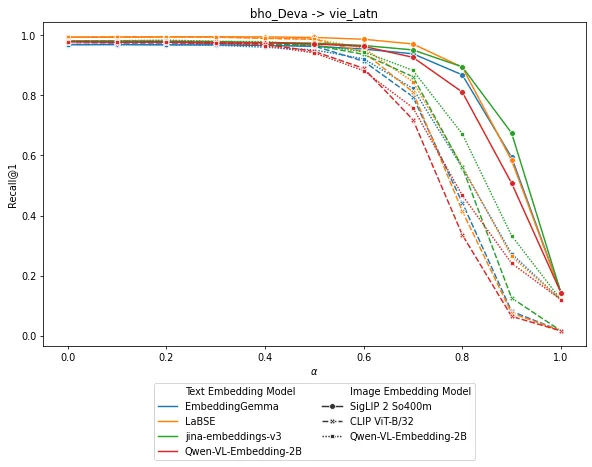 bho_Deva -> vie_Latn
1.0
0.8
0.6
0.4
0.2
0.0
Recall@1
0.0 0.2 0.4 0.6 0.8 1.0
α
Text Embedding Model
EmbeddingGemma
LaBSE
jina-embeddings-v3
Qwen-VL-Embedding-2B
Image Embedding Model
SigLIP 2 So400m
CLIP ViT-B/32
Qwen-VL-Embedding-2B